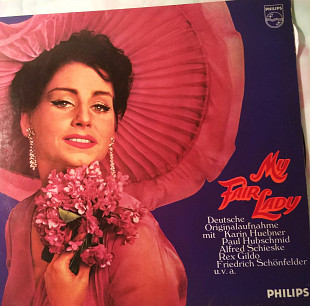 PHILIPS
My
Fair
Lady
Deutsche
Originalaufnahme
mit Karin Huebner
Paul Hubschmid
Alfred Schieske
Rex Gildo
Friedrich Schönfelder
u.v.a.
PHILIPS